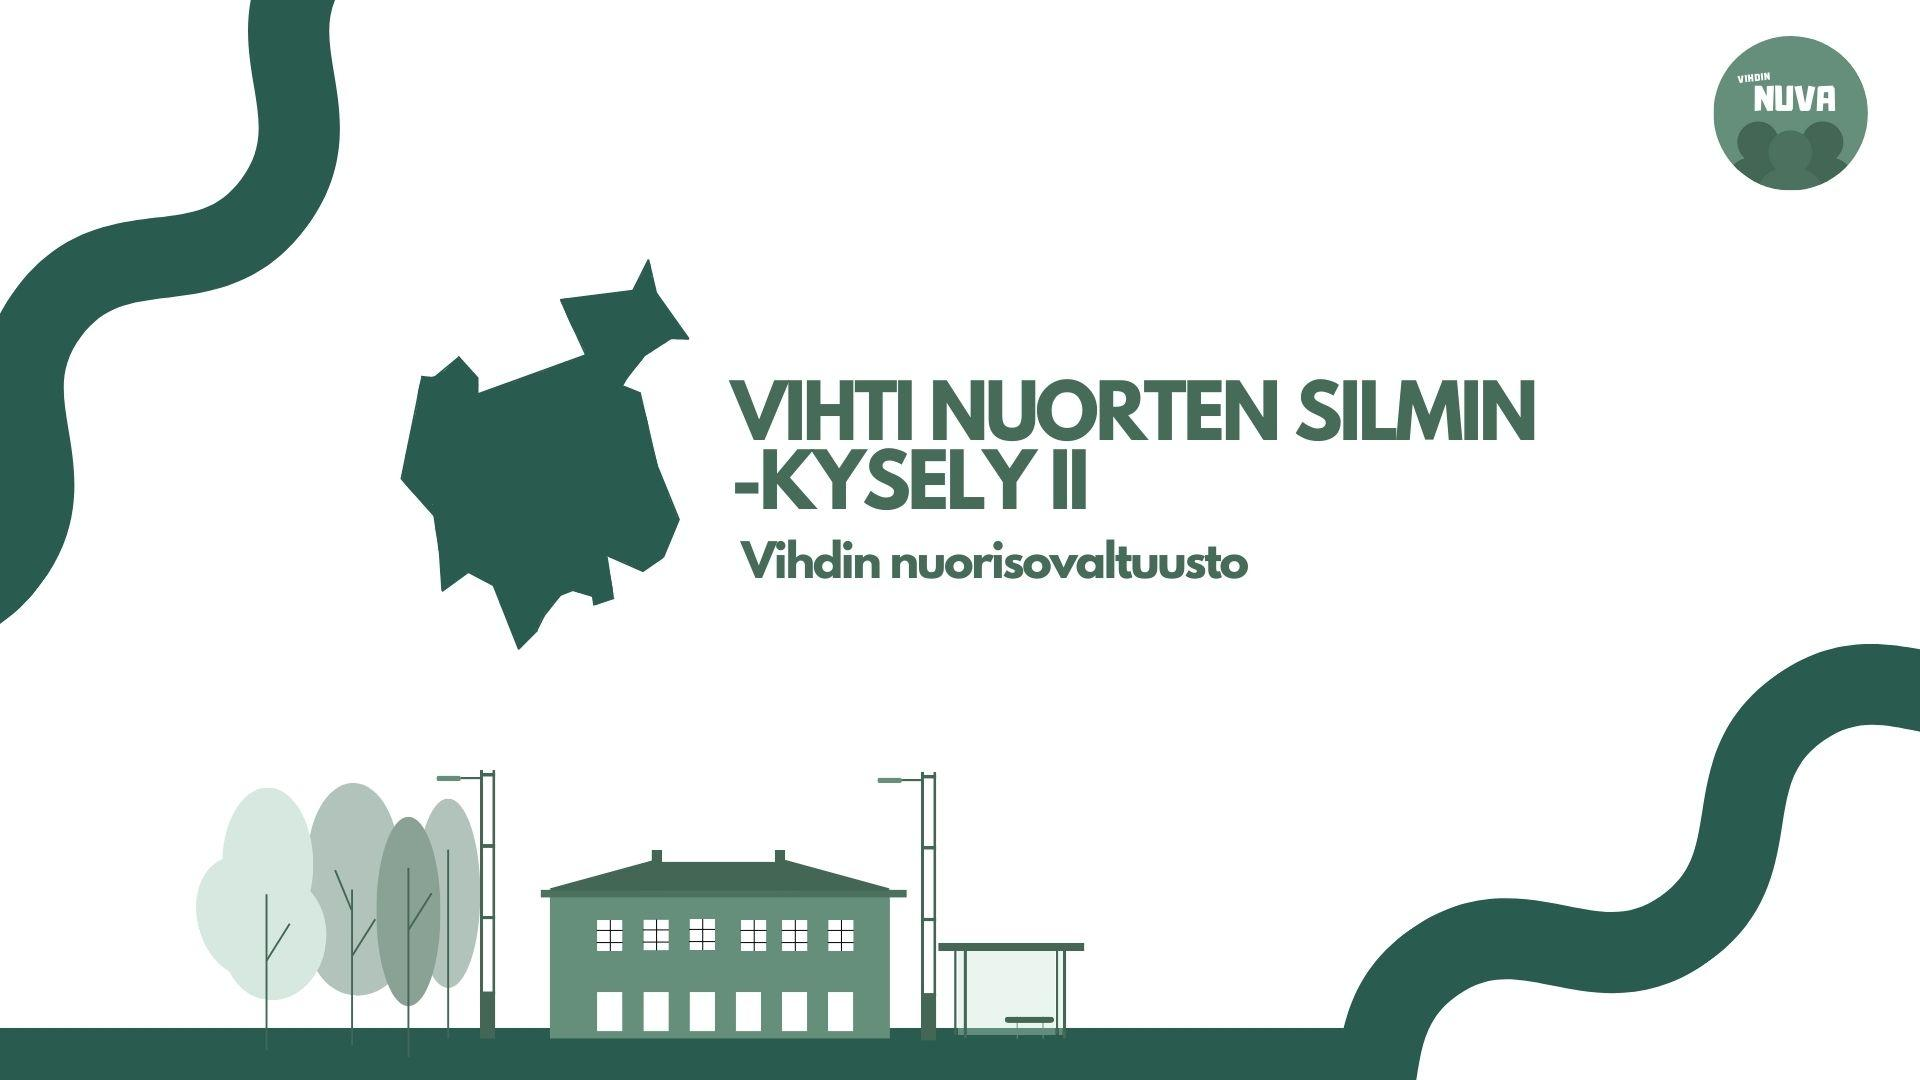 VIHDIN
NUVA
VIHTI NUORTEN SILMIN
-KYSELY II
Vihdin nuorisovaltuusto